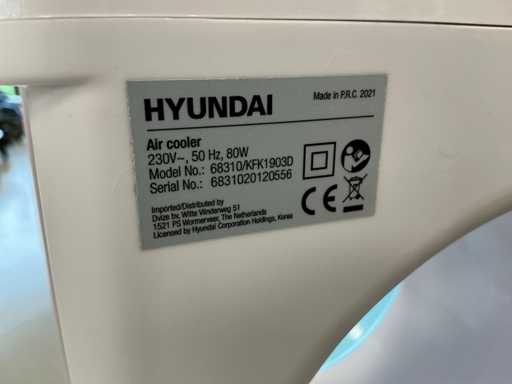 HYUNDAI
Made in P.R.C. 2021
Air cooler
230V~, 50 Hz, 80W
Model No.: 68310/KFK1903D
Serial No.: 6831020120556
Imported/Distributed by
Dvize bv, Witte Vlinderweg 51
1521 PS Wormerveer, The Netherlands
Licenced by Hyundai Corporation Holdings, Korea
CE